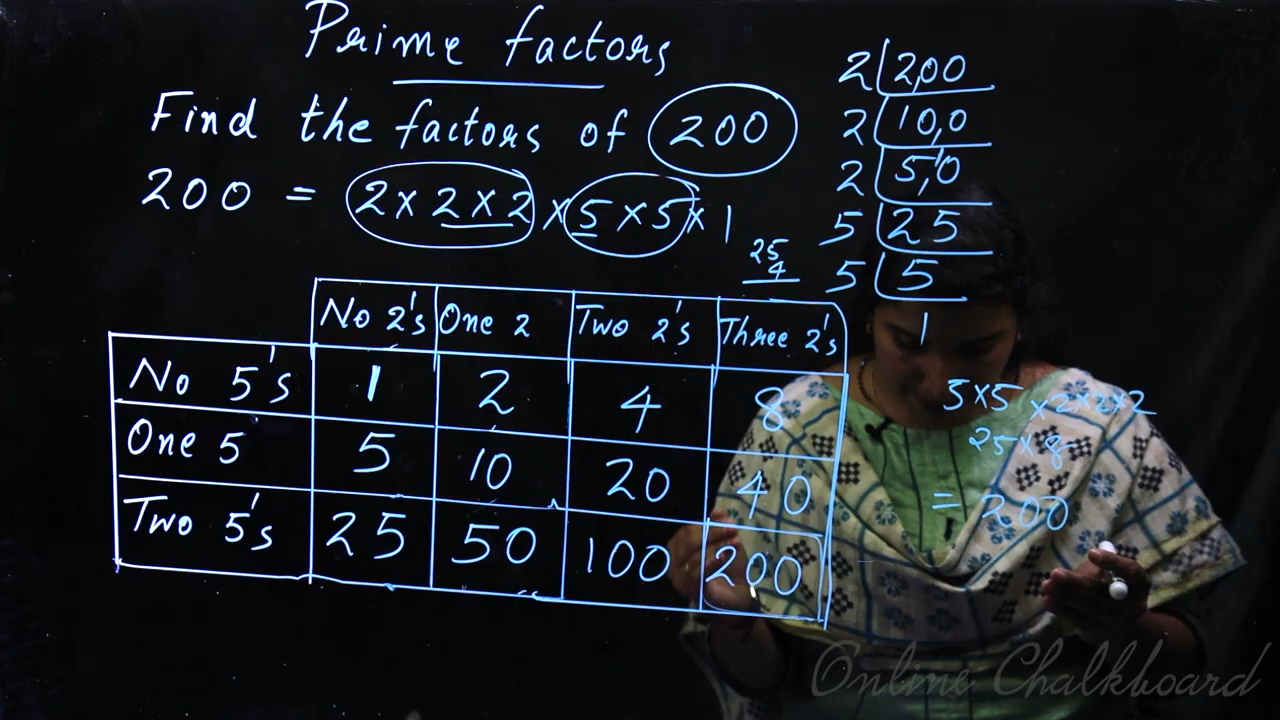 Prime factors
Find the factors of 200
200 = 2 × 2 × 2 × 5 × 5 × 1
2 200
2 100
2 50
5 25
5 5
1
25
4
No 2's One 2 Two 2's Three 2's
No 5's 1 2 4 8
One 5 5 10 20 40
Two 5's 25 50 100 200
5×5 ×2×2×2
25×8
= 200
Online Chalkboard